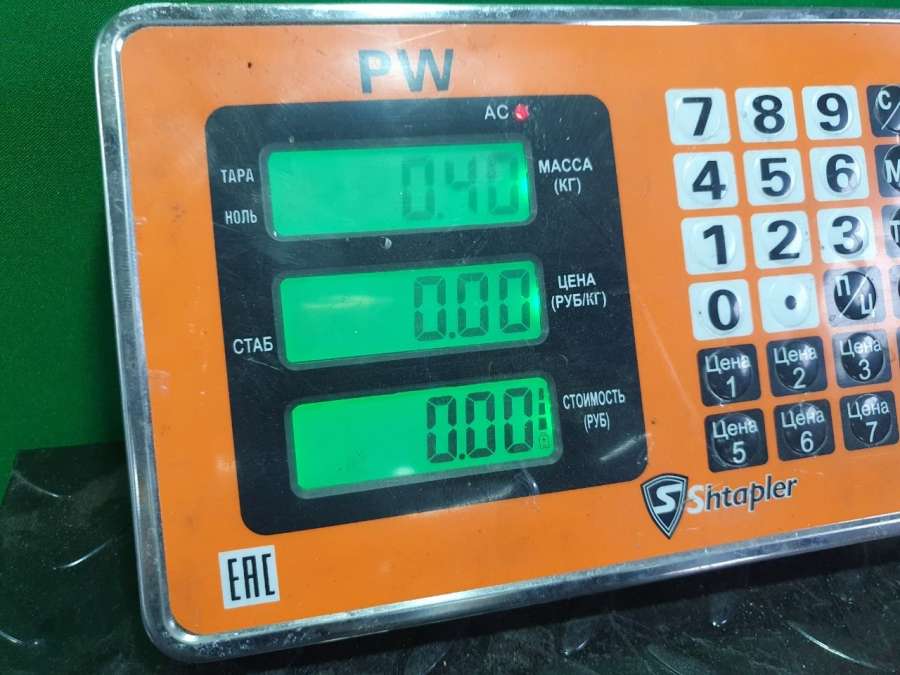 PW
AC
ТАРА
НОЛЬ
0.40
МАССА
(КГ)
0.00
ЦЕНА
(РУБ/КГ)
СТАБ
0.00
СТОИМОСТЬ
(РУБ)
7 8 9 C/
4 5 6 M
1 2 3
0 . П/Ц
Цена 1 Цена 2 Цена 3
Цена 5 Цена 6 Цена 7
S Shtapler
EAC